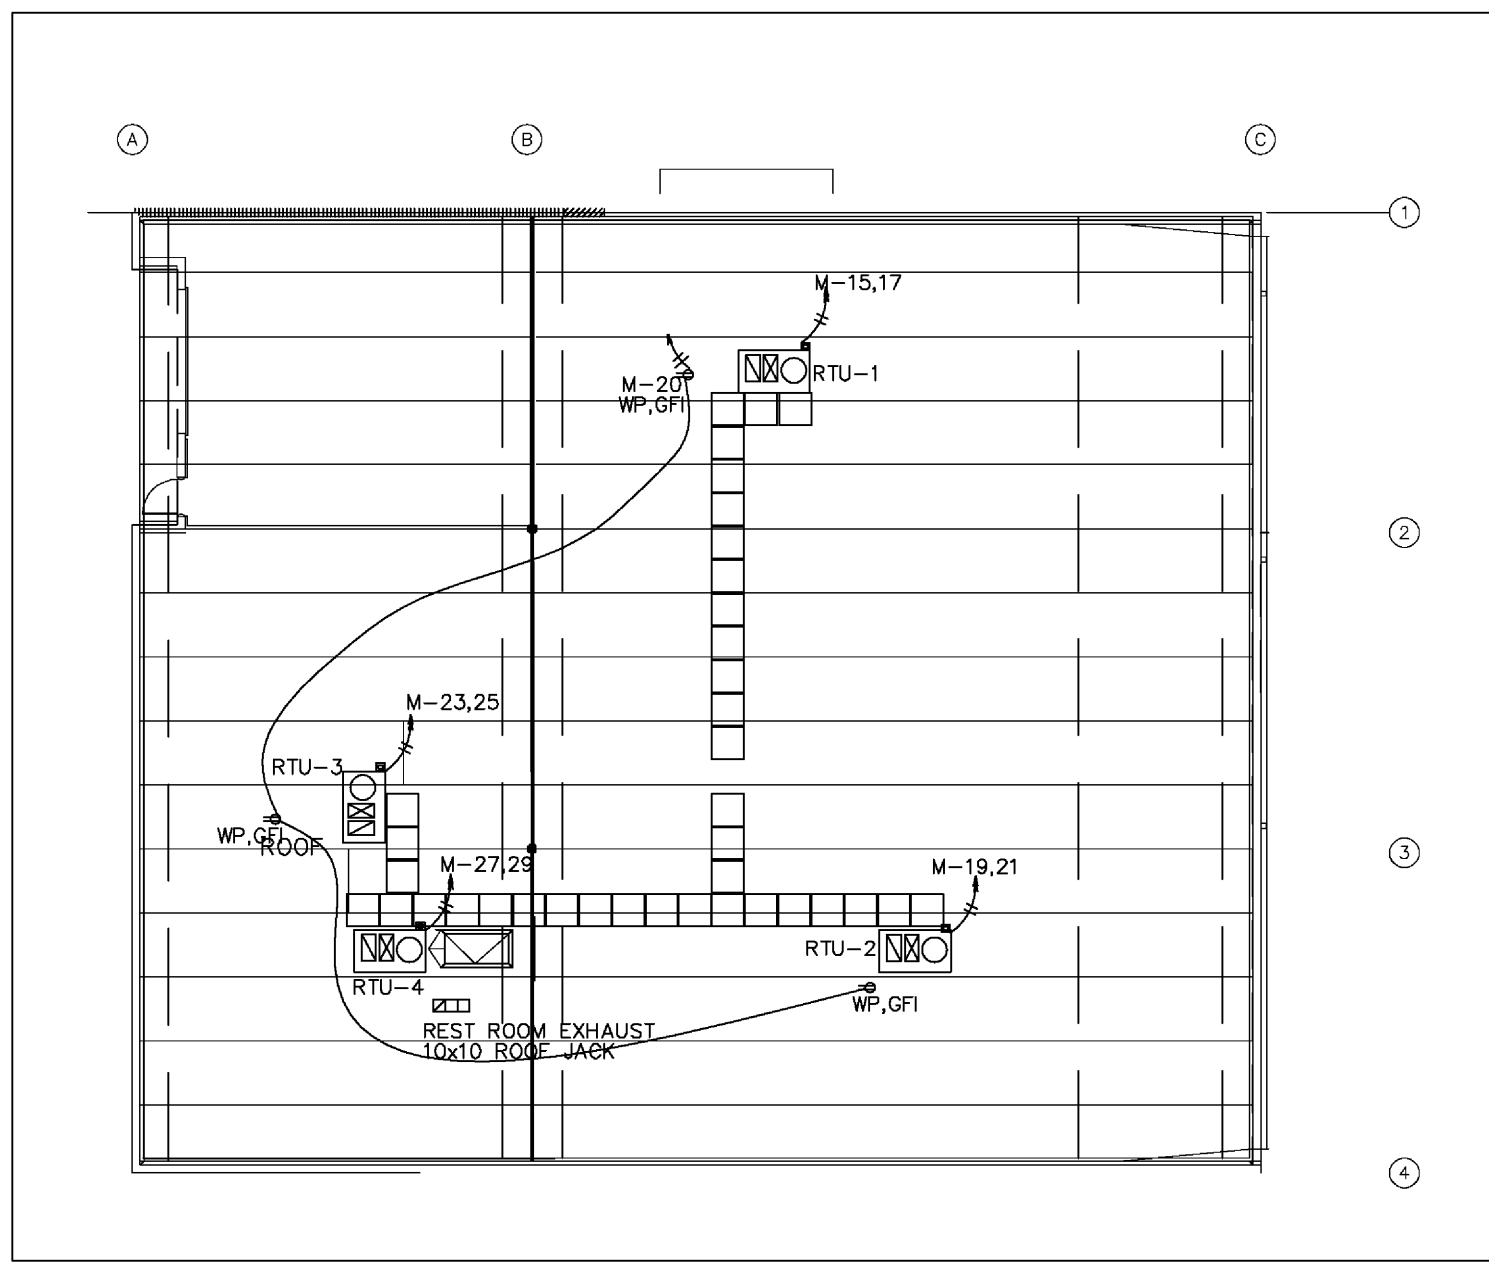 A
B
C
1
M-15,17
RTU-1
M-20
WP,GFI
2
M-23,25
RTU-3
WP,GFI
ROOF
M-27,29
3
M-19,21
RTU-2
RTU-4
WP,GFI
REST ROOM EXHAUST
10x10 ROOF JACK
4